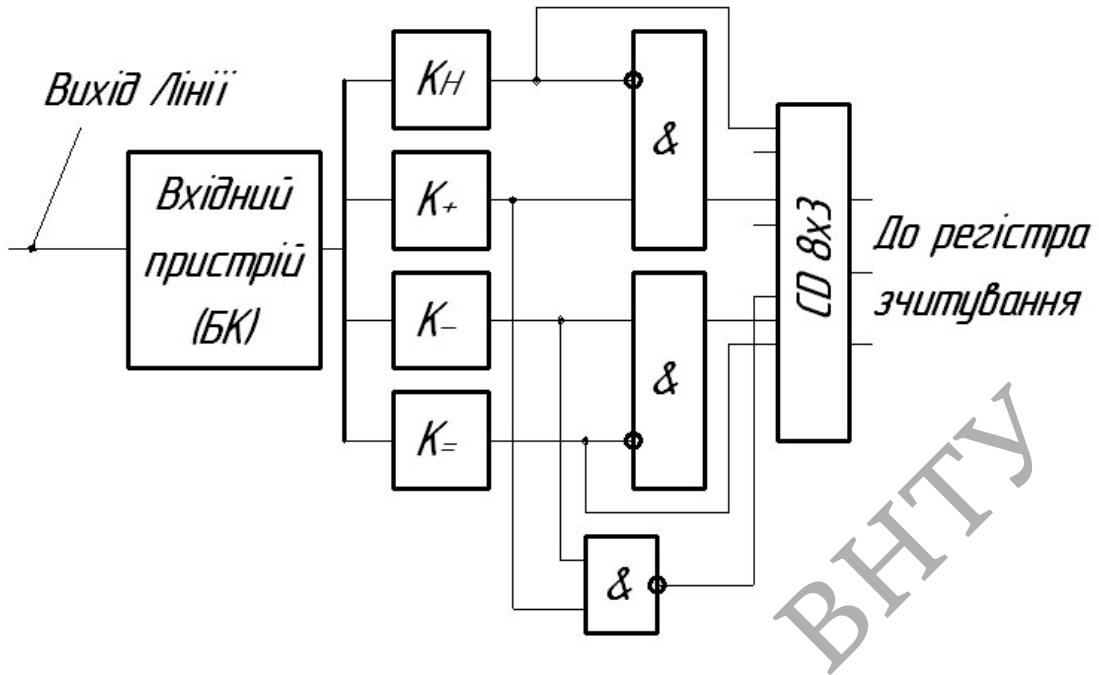 Вихід Лінії
Вхідний
пристрій
(БК)
KН
K+
K–
K=
&
&
&
CD 8x3
До регістра
зчитування
ВНТУ